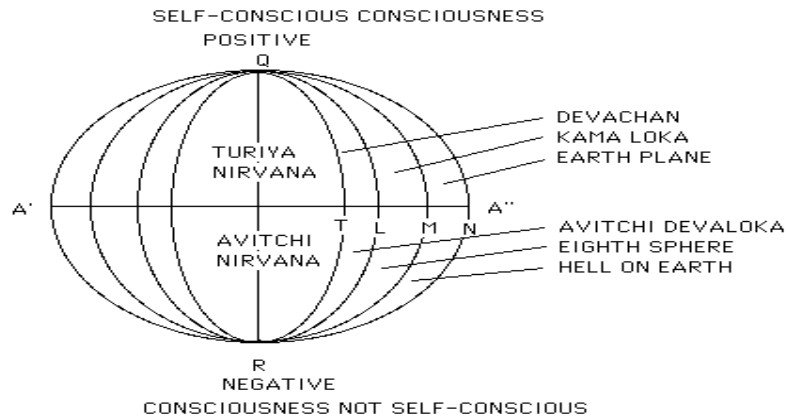 SELF-CONSCIOUS CONSCIOUSNESS
POSITIVE
Q
DEVACHAN
KAMA LOKA
EARTH PLANE
TURIYA
NIRVANA
A' A"
T L M N
AVITCHI
NIRVANA
AVITCHI DEVALOKA
EIGHTH SPHERE
HELL ON EARTH
R
NEGATIVE
CONSCIOUSNESS NOT SELF-CONSCIOUS